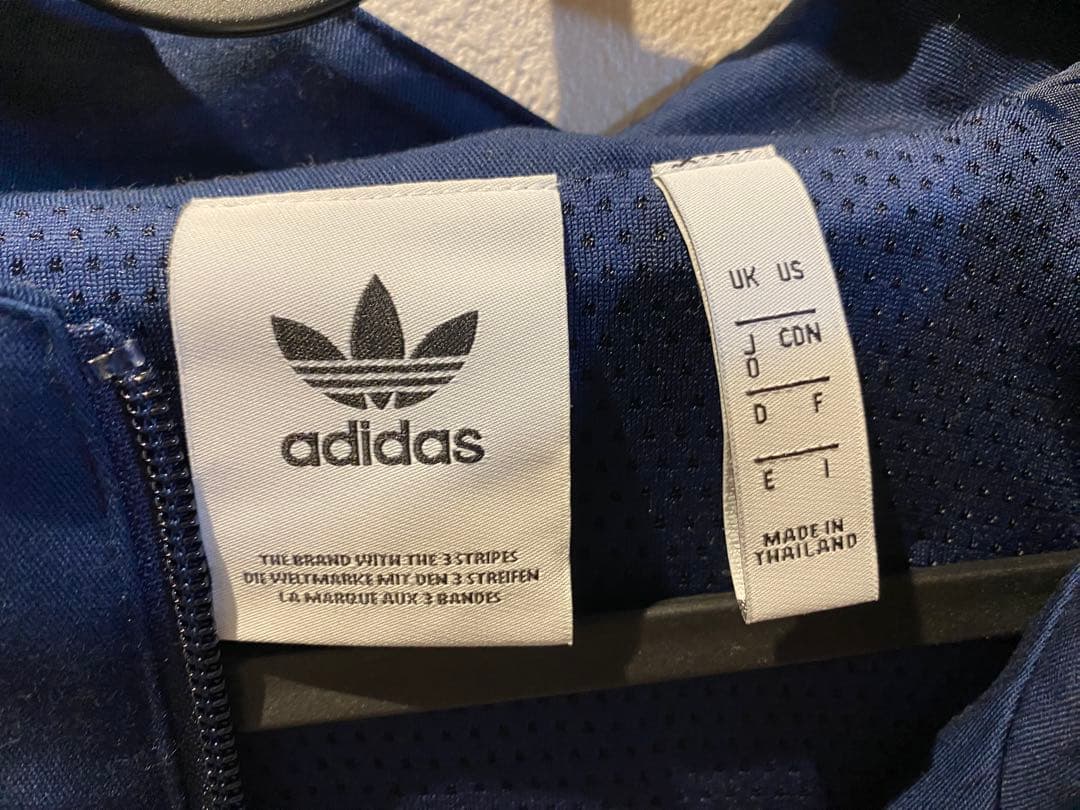 adidas
THE BRAND WITH THE 3 STRIPES
DIE WELTMARKE MIT DEN 3 STREIFEN
LA MARQUE AUX 3 BANDES
UK US
J CDN
O
D F
E I
MADE IN
THAILAND